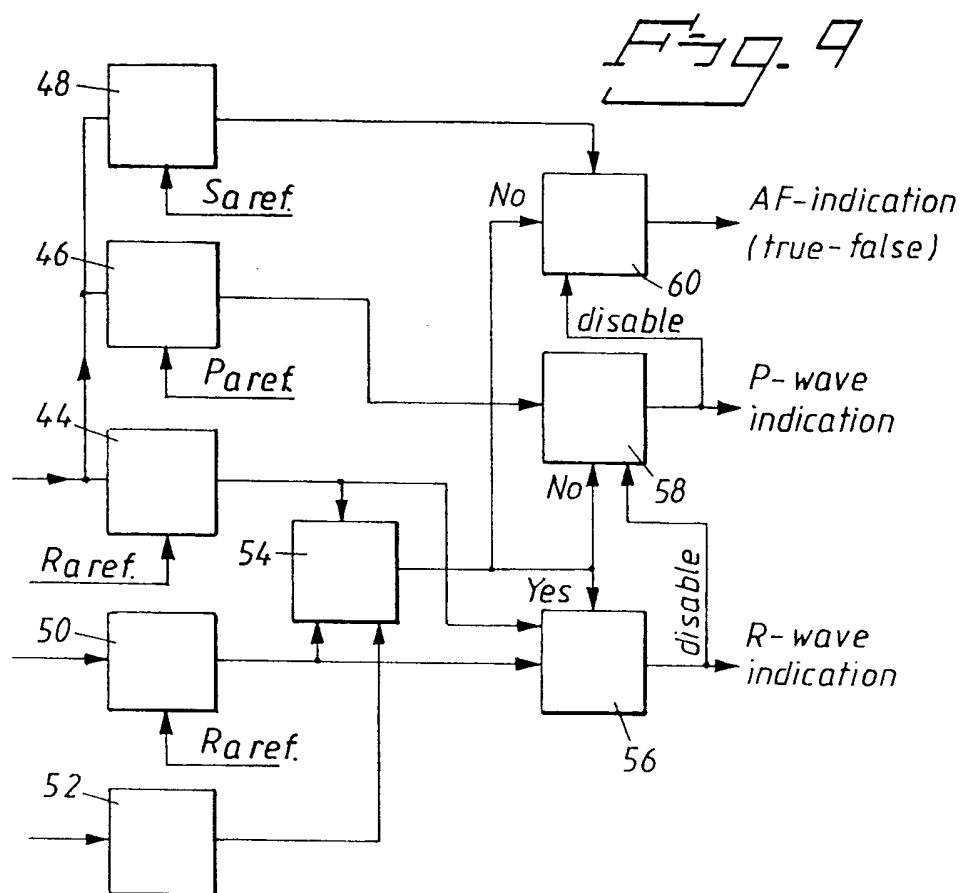 Fig. 9
48
Sa ref.
No
AF-indication
(true-false)
46
60
disable
Pa ref.
P-wave
indication
44
58
No
54
Ra ref.
Yes
disable
50
R-wave
indication
Ra ref.
56
52